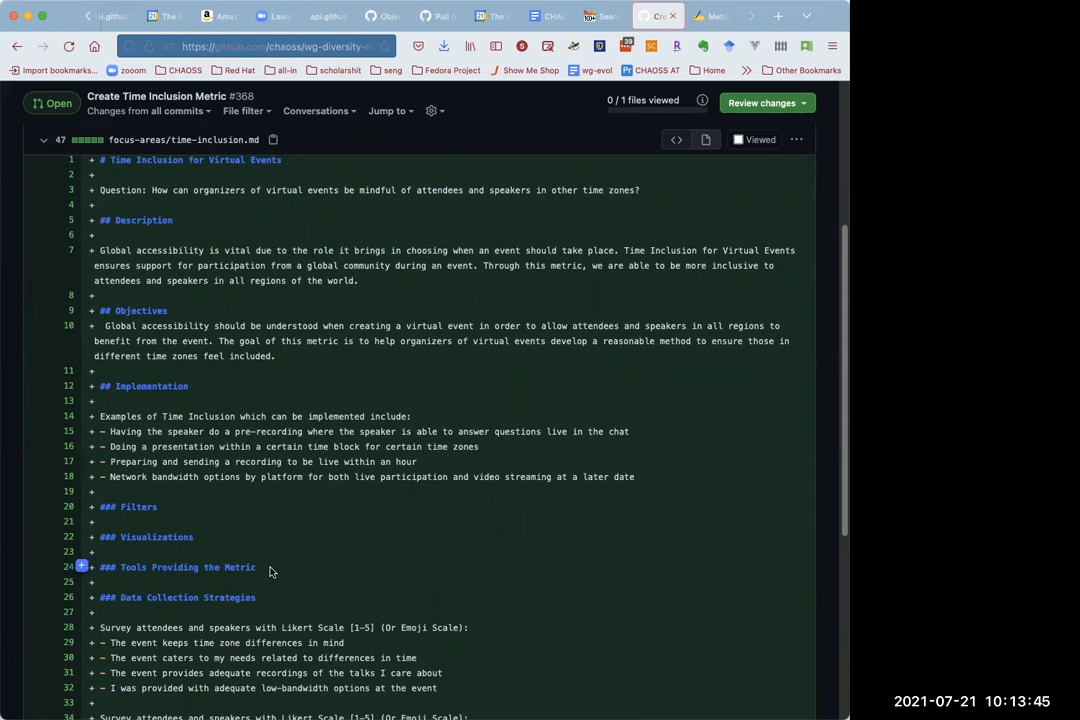 i.github
The E
Amaz
Laun
api.github.
Obje
Pull r
The C
CHAO
Sear
Cre
Metri
https://github.com/chaoss/wg-diversity-i
39
Import bookmarks...
zooom
CHAOSS
Red Hat
all-in
scholarshit
seng
Fedora Project
Show Me Shop
wg-evol
CHAOSS AT
Home
Other Bookmarks
Open
Create Time Inclusion Metric #368
Changes from all commits
File filter
Conversations
Jump to
0 / 1 files viewed
Review changes
47
focus-areas/time-inclusion.md
Viewed
1 + # Time Inclusion for Virtual Events
2 +
3 + Question: How can organizers of virtual events be mindful of attendees and speakers in other time zones?
4 +
5 + ## Description
6 +
7 + Global accessibility is vital due to the role it brings in choosing when an event should take place. Time Inclusion for Virtual Events
ensures support for participation from a global community during an event. Through this metric, we are able to be more inclusive to
attendees and speakers in all regions of the world.
8 +
9 + ## Objectives
10 + Global accessibility should be understood when creating a virtual event in order to allow attendees and speakers in all regions to
benefit from the event. The goal of this metric is to help organizers of virtual events develop a reasonable method to ensure those in
different time zones feel included.
11 +
12 + ## Implementation
13 +
14 + Examples of Time Inclusion which can be implemented include:
15 + - Having the speaker do a pre-recording where the speaker is able to answer questions live in the chat
16 + - Doing a presentation within a certain time block for certain time zones
17 + - Preparing and sending a recording to be live within an hour
18 + - Network bandwidth options by platform for both live participation and video streaming at a later date
19 +
20 + ### Filters
21 +
22 + ### Visualizations
23 +
24 + ### Tools Providing the Metric
25 +
26 + ### Data Collection Strategies
27 +
28 + Survey attendees and speakers with Likert Scale [1-5] (Or Emoji Scale):
29 + - The event keeps time zone differences in mind
30 + - The event caters to my needs related to differences in time
31 + - The event provides adequate recordings of the talks I care about
32 + - I was provided with adequate low-bandwidth options at the event
33 +
34 + Survey attendees and speakers with Likert Scale [1-5]:
2021-07-21 10:13:45